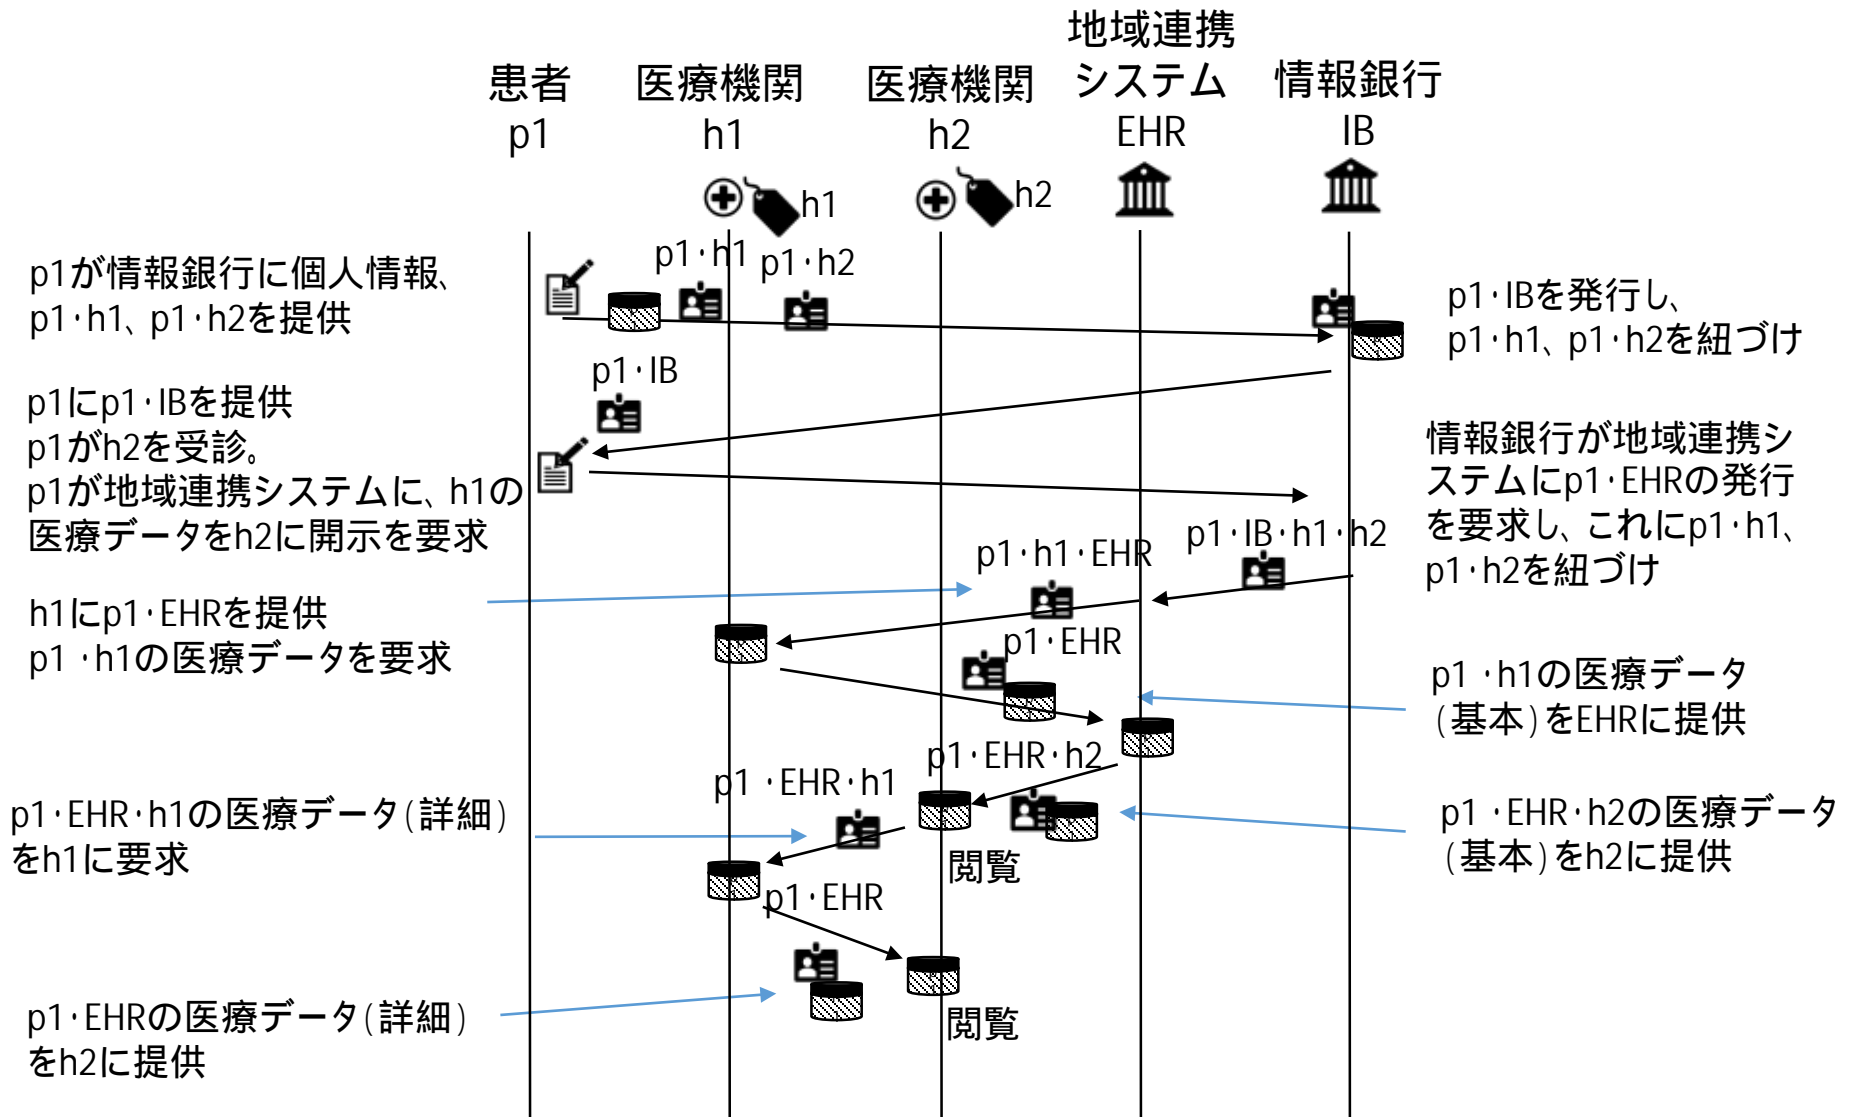 患者
p1
医療機関
h1
医療機関
h2
地域連携
システム
EHR
情報銀行
IB
h1
h2
p1が情報銀行に個人情報、
p1・h1、p1・h2を提供
p1・h1
p1・h2
p1・IBを発行し、
p1・h1、p1・h2を紐づけ
p1・IB
p1にp1・IBを提供
p1がh2を受診。
p1が地域連携システムに、h1の
医療データをh2に開示を要求
情報銀行が地域連携シ
ステムにp1・EHRの発行
を要求し、これにp1・h1、
p1・h2を紐づけ
p1・IB・h1・h2
p1・h1・EHR
h1にp1・EHRを提供
p1 ・h1の医療データを要求
p1・EHR
p1 ・h1の医療データ
(基本)をEHRに提供
p1・EHR・h2
p1 ・EHR・h1
p1・EHR・h1の医療データ(詳細)
をh1に要求
p1 ・EHR・h2の医療データ
(基本)をh2に提供
閲覧
p1・EHR
p1・EHRの医療データ(詳細)
をh2に提供
閲覧